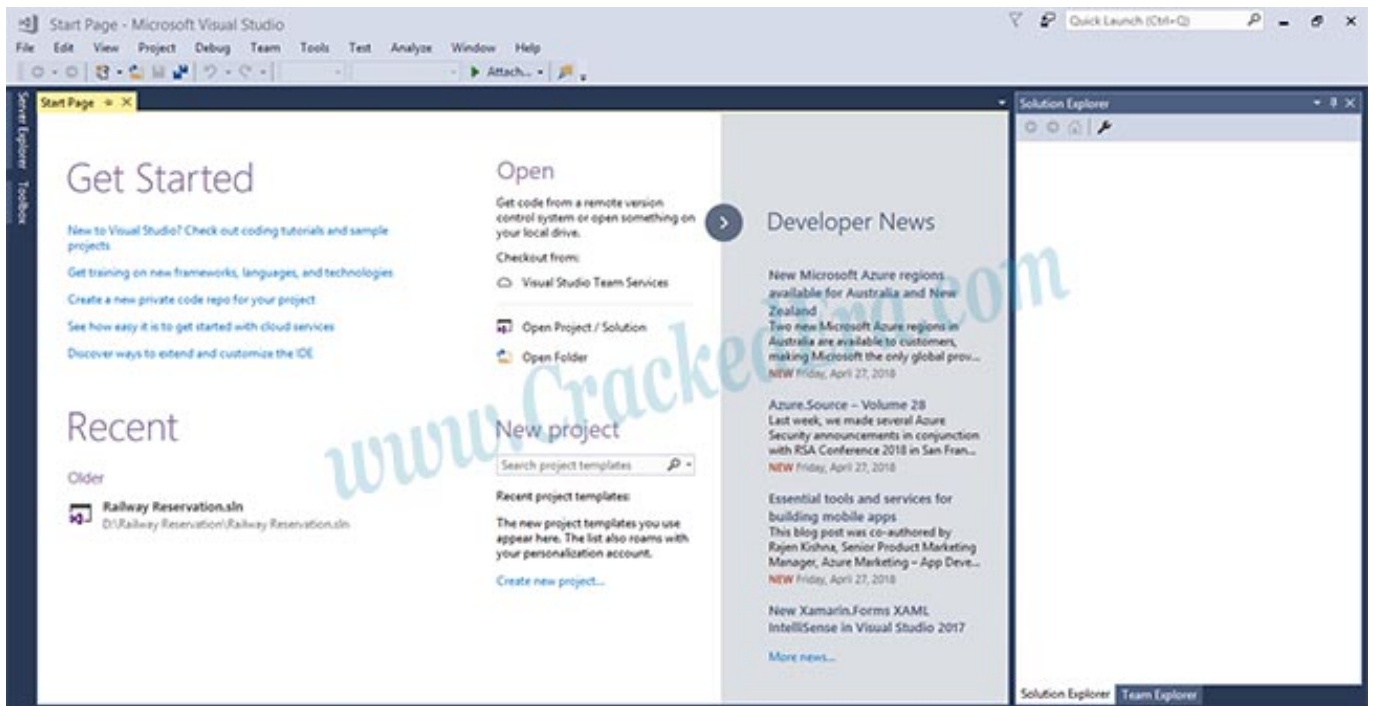 Start Page - Microsoft Visual Studio
Quick Launch (Ctrl+Q)
File Edit View Project Debug Team Tools Test Analyze Window Help
Attach...
Server Explorer
Toolbox
Start Page
Get Started
New to Visual Studio? Check out coding tutorials and sample
projects
Get training on new frameworks, languages, and technologies
Create a new private code repo for your project
See how easy it is to get started with cloud services
Discover ways to extend and customize the IDE
Recent
Older
Railway Reservation.sln
D:\Railway Reservation\Railway Reservation.sln
Open
Get code from a remote version
control system or open something on
your local drive.
Checkout from:
Visual Studio Team Services
Open Project / Solution
Open Folder
New project
Search project templates
Recent project templates:
The new project templates you use
appear here. The list also roams with
your personalization account.
Create new project...
Developer News
New Microsoft Azure regions
available for Australia and New
Zealand
Two new Microsoft Azure regions in
Australia are available to customers,
making Microsoft the only global prov...
NEW Friday, April 27, 2018
Azure.Source – Volume 28
Last week, we made several Azure
Security announcements in conjunction
with RSA Conference 2018 in San Fran...
NEW Friday, April 27, 2018
Essential tools and services for
building mobile apps
This blog post was co-authored by
Rajen Kishna, Senior Product Marketing
Manager, Azure Marketing – App Deve...
NEW Friday, April 27, 2018
New Xamarin.Forms XAML
IntelliSense in Visual Studio 2017
More news...
Solution Explorer
Solution Explorer Team Explorer
www.CrackedEra.com